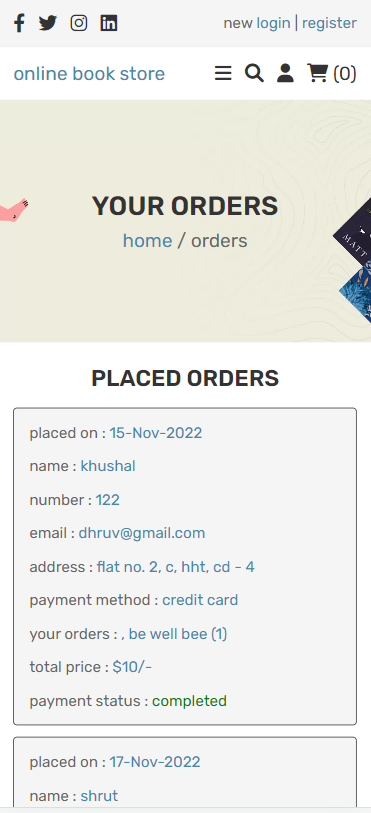 new login | register
online book store
(0)
YOUR ORDERS
home / orders
MATT
PLACED ORDERS
placed on : 15-Nov-2022
name : khushal
number : 122
email : dhruv@gmail.com
address : flat no. 2, c, hht, cd - 4
payment method : credit card
your orders : , be well bee (1)
total price : $10/-
payment status : completed
placed on : 17-Nov-2022
name : shrut